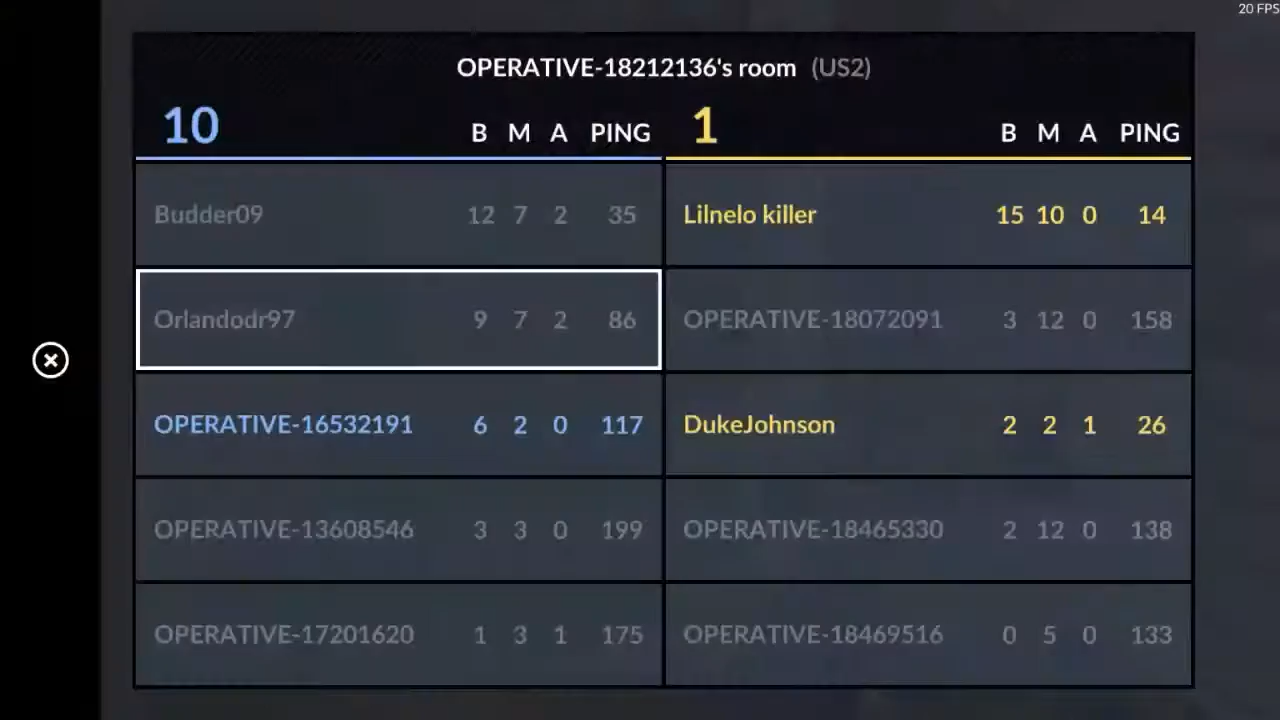 20 FPS
OPERATIVE-18212136's room (US2)
10 B M A PING 1 B M A PING
Budder09 12 7 2 35 Lilnelo killer 15 10 0 14
Orlandodr97 9 7 2 86 OPERATIVE-18072091 3 12 0 158
OPERATIVE-16532191 6 2 0 117 DukeJohnson 2 2 1 26
OPERATIVE-13608546 3 3 0 199 OPERATIVE-18465330 2 12 0 138
OPERATIVE-17201620 1 3 1 175 OPERATIVE-18469516 0 5 0 133